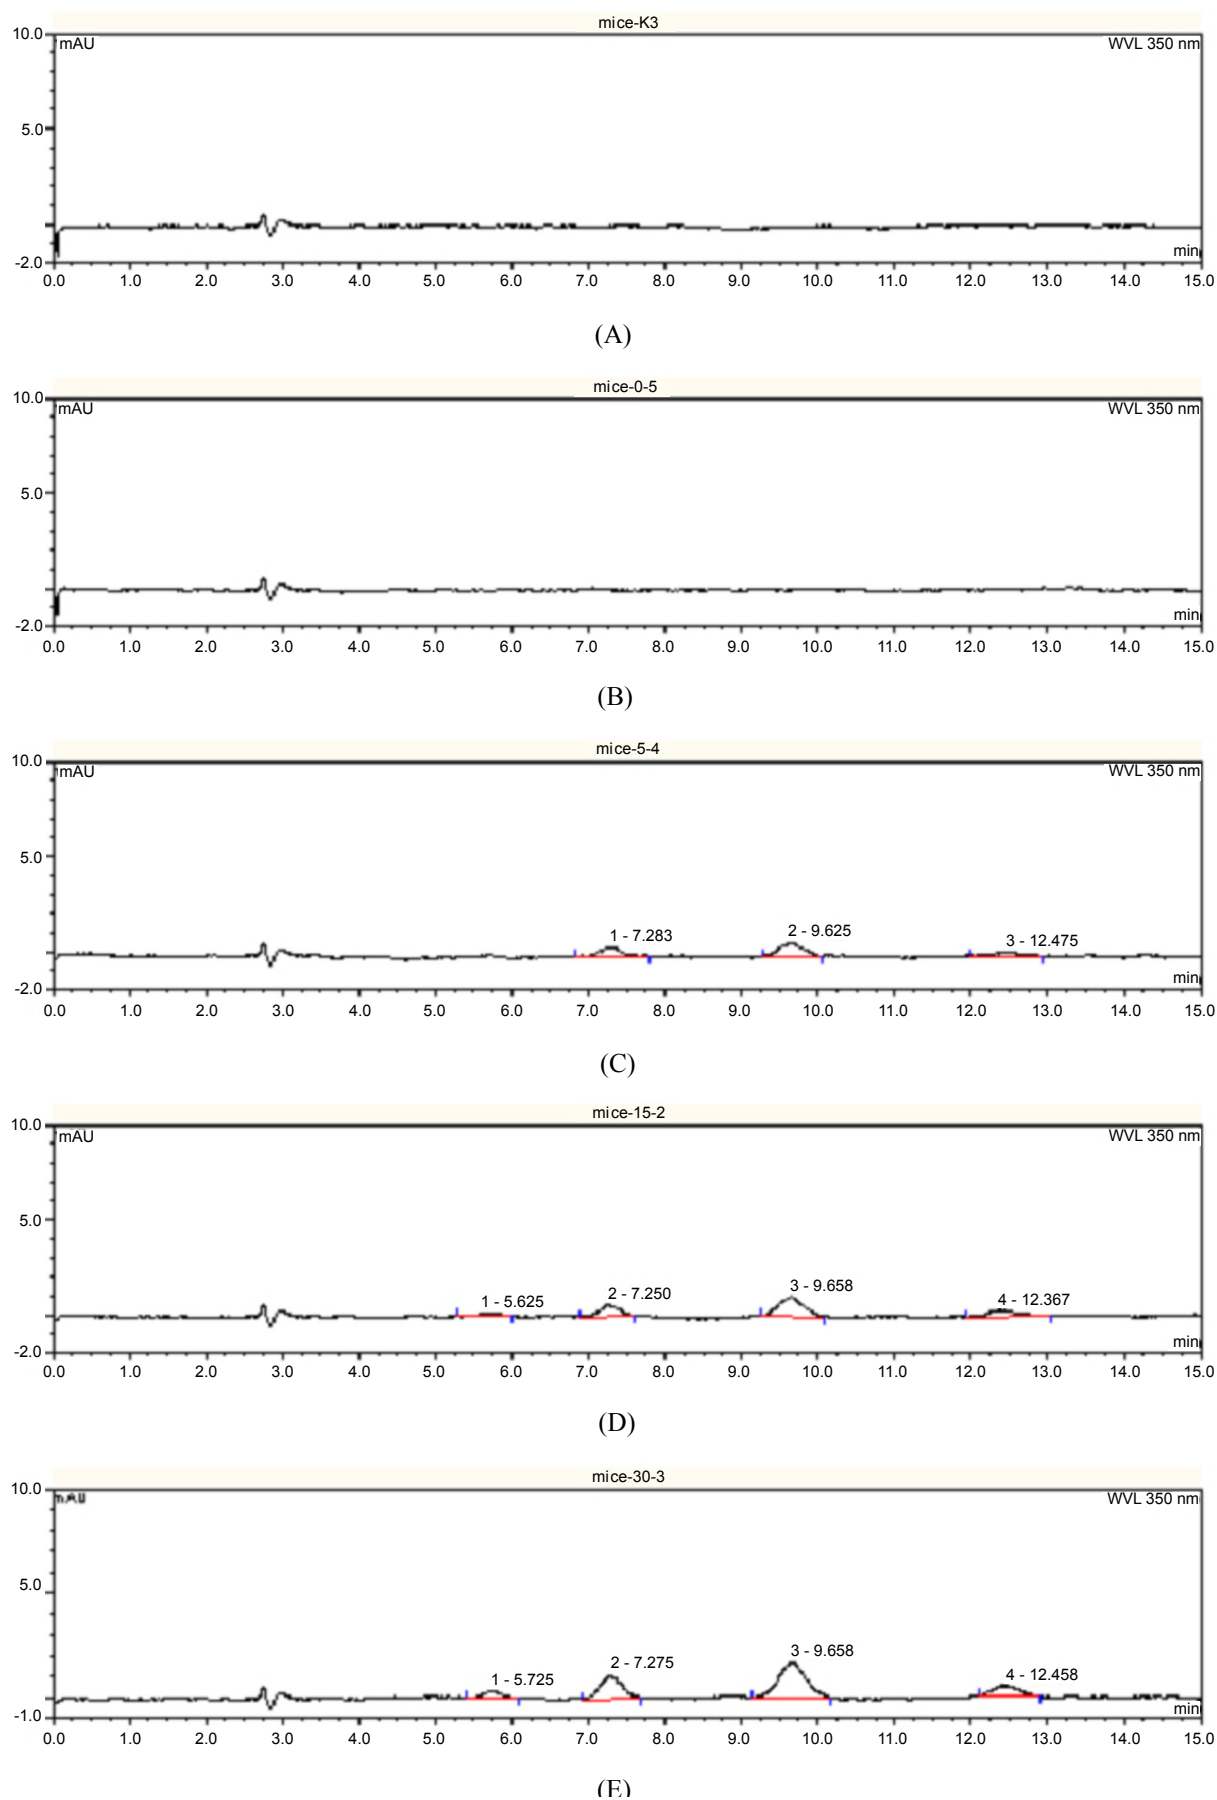 mice-K3
10.0
mAU
WVL 350 nm
5.0
-2.0
min
0.0 1.0 2.0 3.0 4.0 5.0 6.0 7.0 8.0 9.0 10.0 11.0 12.0 13.0 14.0 15.0
(A)
mice-0-5
10.0
mAU
WVL 350 nm
5.0
-2.0
min
0.0 1.0 2.0 3.0 4.0 5.0 6.0 7.0 8.0 9.0 10.0 11.0 12.0 13.0 14.0 15.0
(B)
mice-5-4
10.0
mAU
WVL 350 nm
5.0
1 - 7.283
2 - 9.625
3 - 12.475
-2.0
min
0.0 1.0 2.0 3.0 4.0 5.0 6.0 7.0 8.0 9.0 10.0 11.0 12.0 13.0 14.0 15.0
(C)
mice-15-2
10.0
mAU
WVL 350 nm
5.0
1 - 5.625
2 - 7.250
3 - 9.658
4 - 12.367
-2.0
min
0.0 1.0 2.0 3.0 4.0 5.0 6.0 7.0 8.0 9.0 10.0 11.0 12.0 13.0 14.0 15.0
(D)
mice-30-3
10.0
mAU
WVL 350 nm
5.0
1 - 5.725
2 - 7.275
3 - 9.658
4 - 12.458
-1.0
min
0.0 1.0 2.0 3.0 4.0 5.0 6.0 7.0 8.0 9.0 10.0 11.0 12.0 13.0 14.0 15.0
(E)